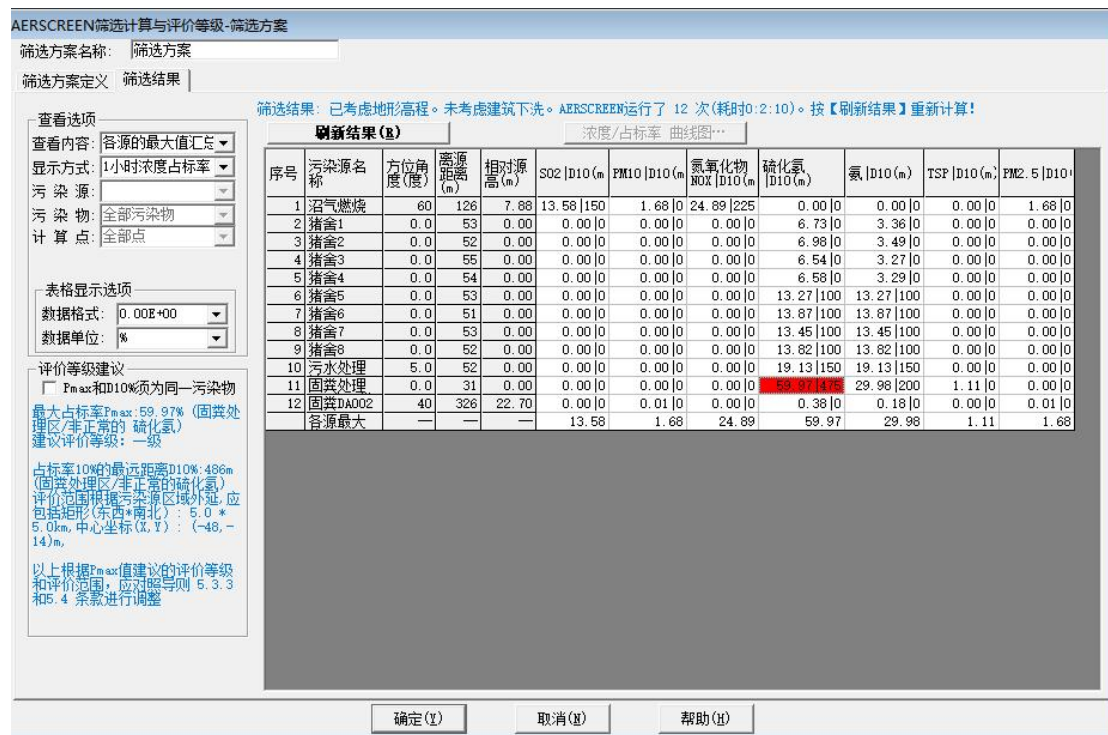 AERSCREEN筛选计算与评价等级-筛选方案
筛选方案名称: 筛选方案
筛选方案定义 筛选结果
筛选结果: 已考虑地形高程。未考虑建筑下洗。AERSCREEN运行了 12 次(耗时0:2:10)。按【刷新结果】重新计算!
查看选项
查看内容: 各源的最大值汇总
显示方式: 1小时浓度占标率
污 染 源:
污 染 物: 全部污染物
计 算 点: 全部点
表格显示选项
数据格式: 0.00E+00
数据单位: %
评价等级建议
Pmax和D10%须为同一污染物
最大占标率Pmax:59.97% (固粪处
理区/非正常的 硫化氢)
建议评价等级: 一级
占标率10%的最远距离D10%:486m
(固粪处理区/非正常的硫化氢)
评价范围根据污染源区域外延,应
包括矩形(东西*南北): 5.0 *
5.0km,中心坐标(X,Y): (-48,-
14)m,
以上根据Pmax值建议的评价等级
和评价范围，应对照导则 5.3.3
和5.4 条款进行调整
刷新结果(R) 浓度/占标率 曲线图…
序号 污染源名称 方位角度(度) 离源距离(m) 相对源高(m) SO2|D10(m PM10|D10(m 氮氧化物NOX|D10(m 硫化氢|D10(m) 氨|D10(m) TSP|D10(m) PM2.5|D10
1 沼气燃烧 60 126 7.88 13.58|150 1.68|0 24.89|225 0.00|0 0.00|0 0.00|0 1.68|0
2 猪舍1 0.0 53 0.00 0.00|0 0.00|0 0.00|0 6.73|0 3.36|0 0.00|0 0.00|0
3 猪舍2 0.0 52 0.00 0.00|0 0.00|0 0.00|0 6.98|0 3.49|0 0.00|0 0.00|0
4 猪舍3 0.0 55 0.00 0.00|0 0.00|0 0.00|0 6.54|0 3.27|0 0.00|0 0.00|0
5 猪舍4 0.0 54 0.00 0.00|0 0.00|0 0.00|0 6.58|0 3.29|0 0.00|0 0.00|0
6 猪舍5 0.0 53 0.00 0.00|0 0.00|0 0.00|0 13.27|100 13.27|100 0.00|0 0.00|0
7 猪舍6 0.0 51 0.00 0.00|0 0.00|0 0.00|0 13.87|100 13.87|100 0.00|0 0.00|0
8 猪舍7 0.0 53 0.00 0.00|0 0.00|0 0.00|0 13.45|100 13.45|100 0.00|0 0.00|0
9 猪舍8 0.0 52 0.00 0.00|0 0.00|0 0.00|0 13.82|100 13.82|100 0.00|0 0.00|0
10 污水处理 5.0 52 0.00 0.00|0 0.00|0 0.00|0 19.13|150 19.13|150 0.00|0 0.00|0
11 固粪处理 0.0 31 0.00 0.00|0 0.00|0 0.00|0 59.97|475 29.98|200 1.11|0 0.00|0
12 固粪DA002 40 326 22.70 0.00|0 0.01|0 0.00|0 0.38|0 0.18|0 0.00|0 0.01|0
各源最大 — — — 13.58 1.68 24.89 59.97 29.98 1.11 1.68
确定(Y) 取消(N) 帮助(H)